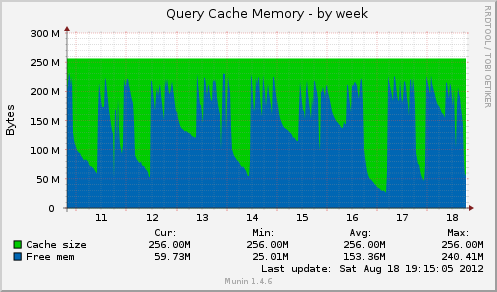 Query Cache Memory - by week
RRDTOOL / TOBI OETIKER
Bytes
300 M
250 M
200 M
150 M
100 M
50 M
0
11 12 13 14 15 16 17 18
Cur: Min: Avg: Max:
Cache size 256.00M 256.00M 256.00M 256.00M
Free mem 59.73M 25.01M 153.36M 240.41M
Last update: Sat Aug 18 19:15:05 2012
Munin 1.4.6